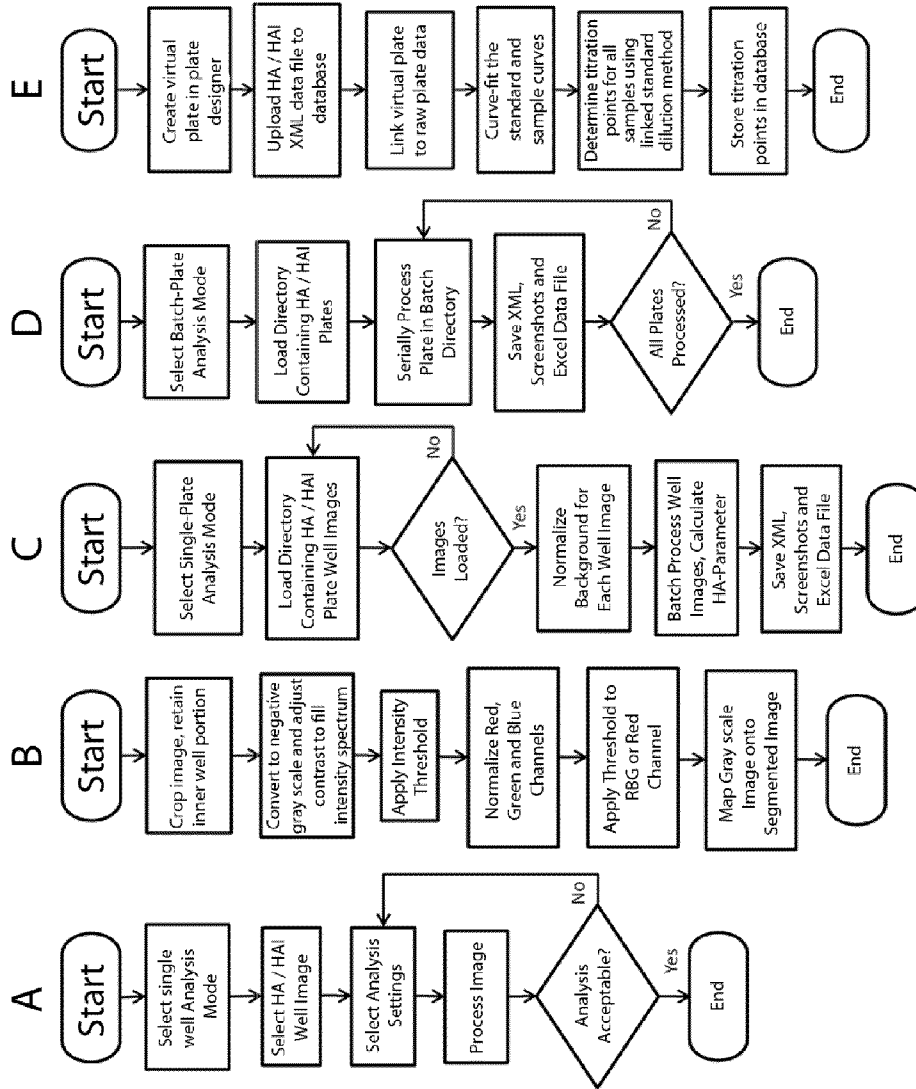 A
Start
Select single
well Analysis
Mode
Select HA / HAI
Well Image
Select Analysis
Settings
Process Image
Analysis
Acceptable?
No
Yes
End
B
Start
Crop image, retain
inner well portion
Convert to negative
gray scale and adjust
contrast to fill
intensity spectrum
Apply Intensity
Threshold
Normalize Red,
Green and Blue
Channels
Apply Threshold to
RBG or Red
Channel
Map Gray scale
Image onto
Segmented Image
End
C
Start
Select Single-Plate
Analysis Mode
Load Directory
Containing HA / HAI
Plate Well Images
Images
Loaded?
No
Yes
Normalize
Background for
Each Well Image
Batch Process Well
Images, Calculate
HA-Parameter
Save XML,
Screenshots and
Excel Data File
End
D
Start
Select Batch-Plate
Analysis Mode
Load Directory
Containing HA / HAI
Plates
Serially Process
Plate in Batch
Directory
Save XML,
Screenshots and
Excel Data File
All Plates
Processed?
No
Yes
End
E
Start
Create virtual
plate in plate
designer
Upload HA / HAI
XML data file to
database
Link virtual plate
to raw plate data
Curve-fit the
standard and
sample curves
Determine titration
points for all
samples using
linked standard
dilution method
Store titration
points in database
End